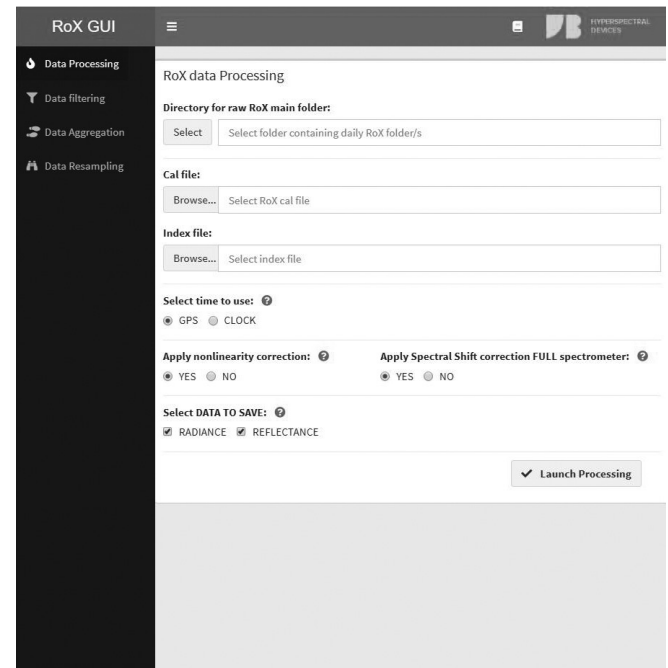 RoX GUI
HYPERSPECTRAL
DEVICES
Data Processing
Data filtering
Data Aggregation
Data Resampling
RoX data Processing
Directory for raw RoX main folder:
Select Select folder containing daily RoX folder/s
Cal file:
Browse... Select RoX cal file
Index file:
Browse... Select index file
Select time to use: ?
GPS CLOCK
Apply nonlinearity correction: ? Apply Spectral Shift correction FULL spectrometer: ?
YES NO YES NO
Select DATA TO SAVE: ?
RADIANCE REFLECTANCE
Launch Processing